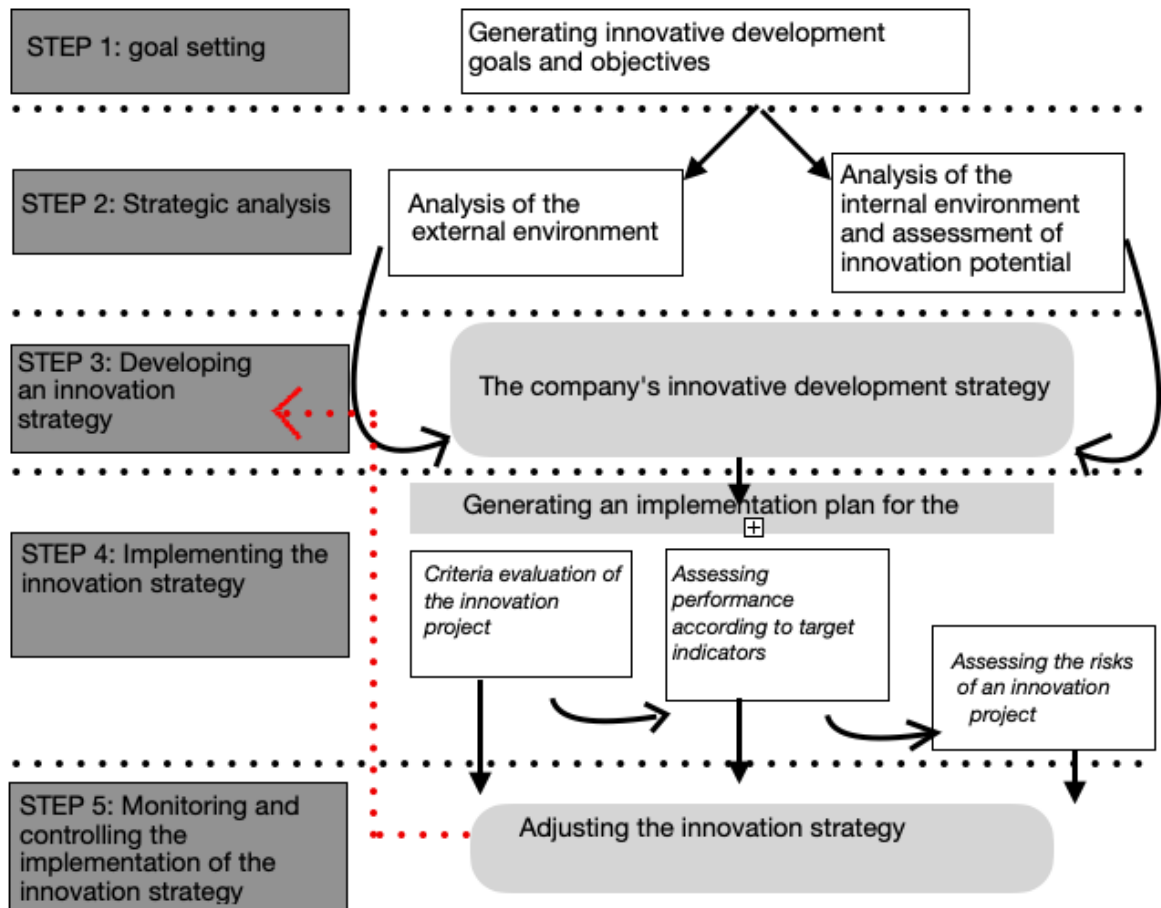 STEP 1: goal setting
Generating innovative development
goals and objectives
STEP 2: Strategic analysis
Analysis of the
external environment
Analysis of the
internal environment
and assessment of
innovation potential
STEP 3: Developing
an innovation
strategy
The company's innovative development strategy
Generating an implementation plan for the
STEP 4: Implementing the
innovation strategy
Criteria evaluation of
the innovation
project
Assessing
performance
according to target
indicators
Assessing the risks
of an innovation
project
STEP 5: Monitoring and
controlling the
implementation of the
innovation strategy
Adjusting the innovation strategy